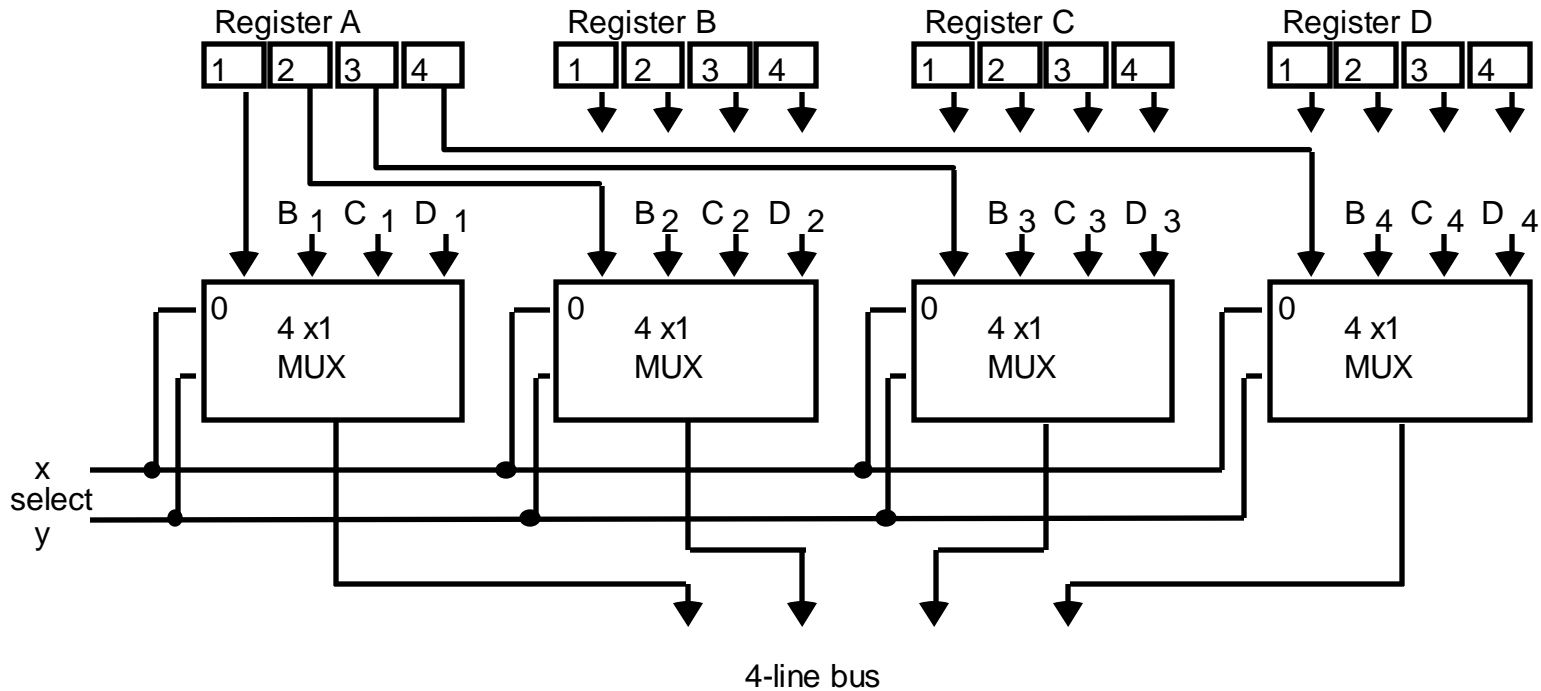 Register A Register B Register C Register D
1 2 3 4 1 2 3 4 1 2 3 4 1 2 3 4
B 1 C 1 D 1 B 2 C 2 D 2 B 3 C 3 D 3 B 4 C 4 D 4
0 0 0 0
4 x1 4 x1 4 x1 4 x1
MUX MUX MUX MUX
x
select
y
4-line bus